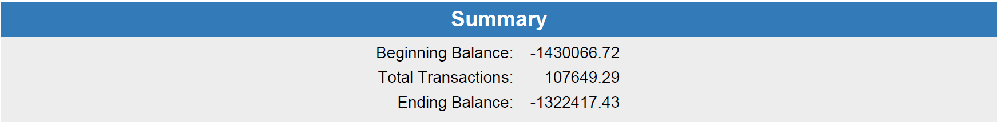 Summary
Beginning Balance: -1430066.72
Total Transactions: 107649.29
Ending Balance: -1322417.43